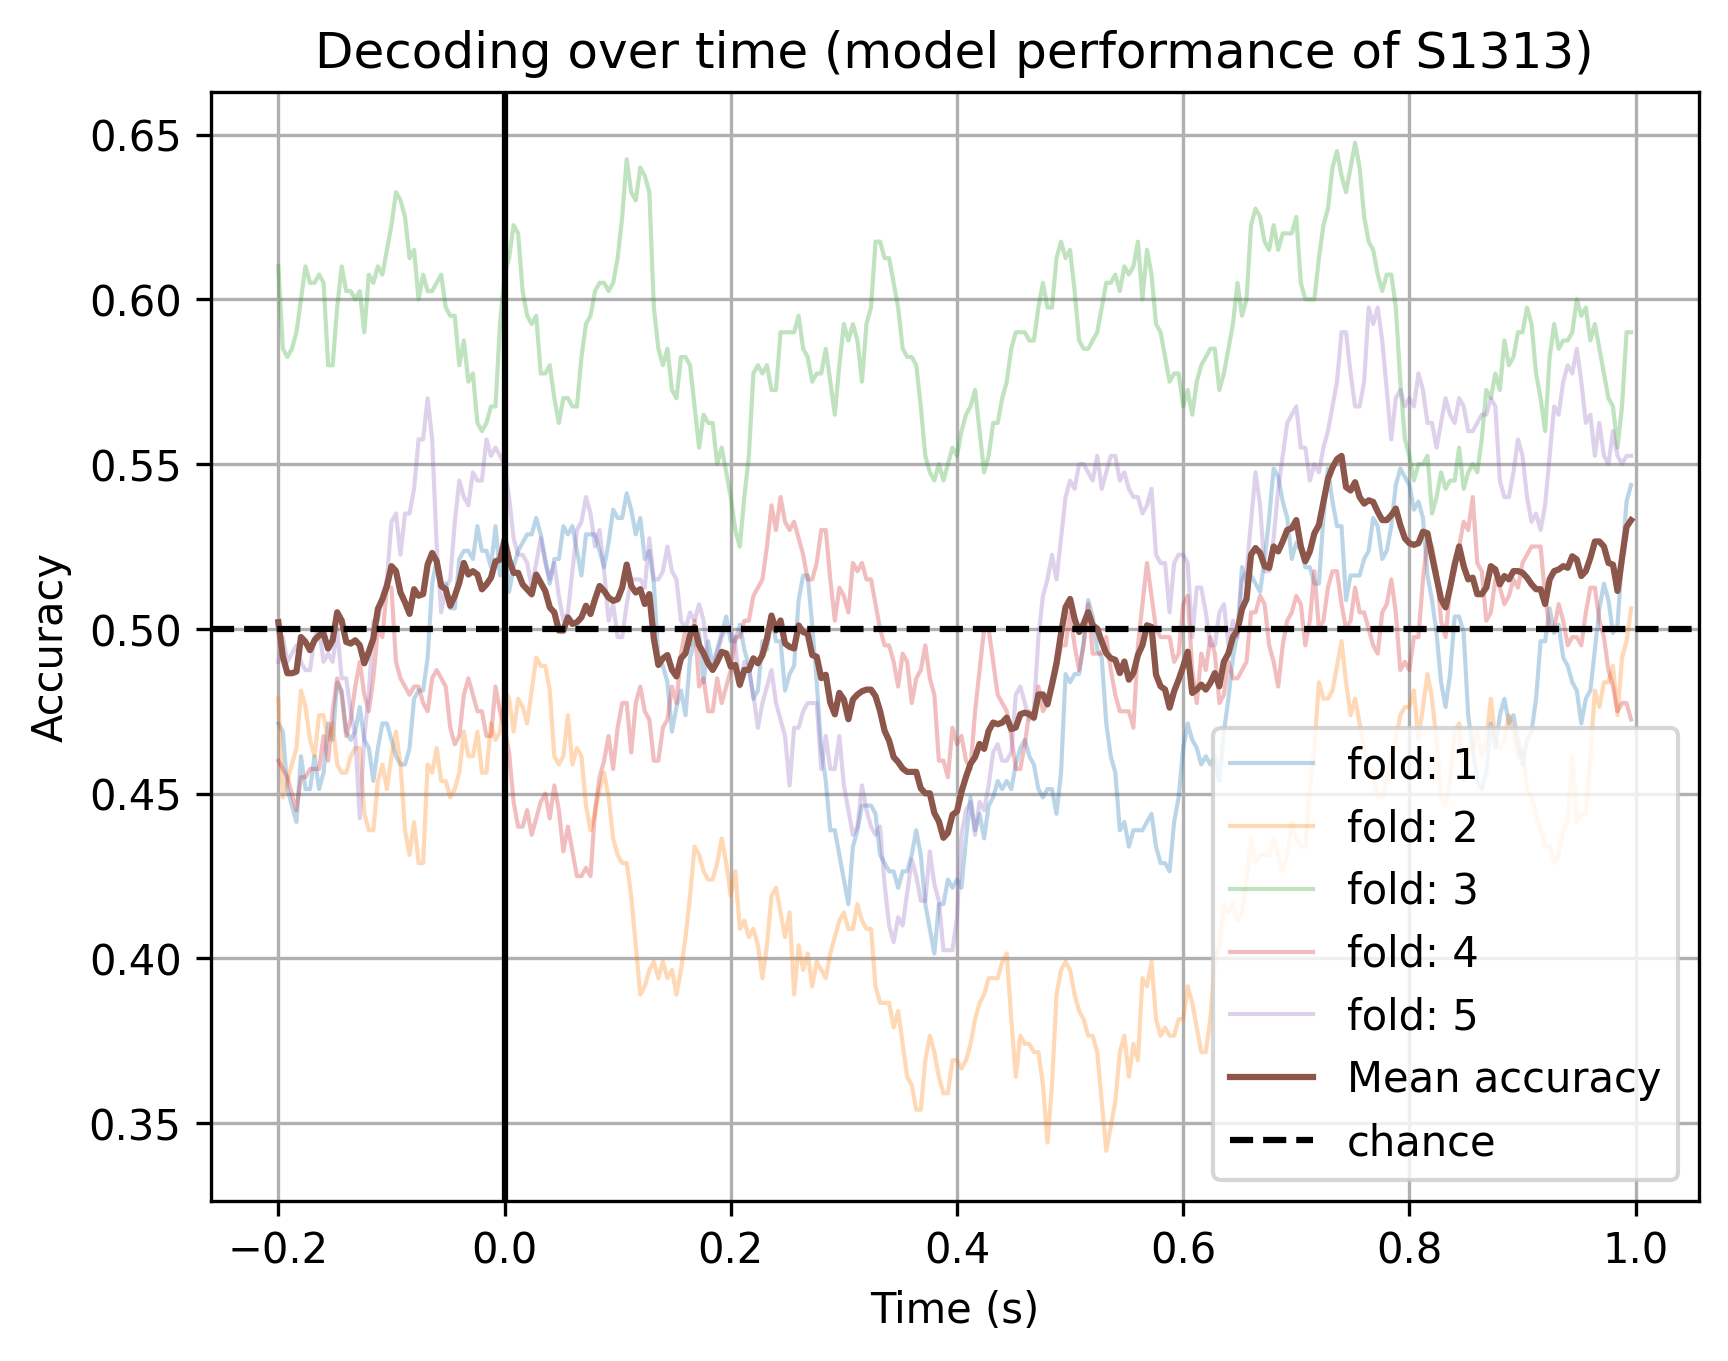 Decoding over time (model performance of S1313)
Accuracy
0.65
0.60
0.55
0.50
0.45
0.40
0.35
−0.2 0.0 0.2 0.4 0.6 0.8 1.0
Time (s)
fold: 1
fold: 2
fold: 3
fold: 4
fold: 5
Mean accuracy
chance